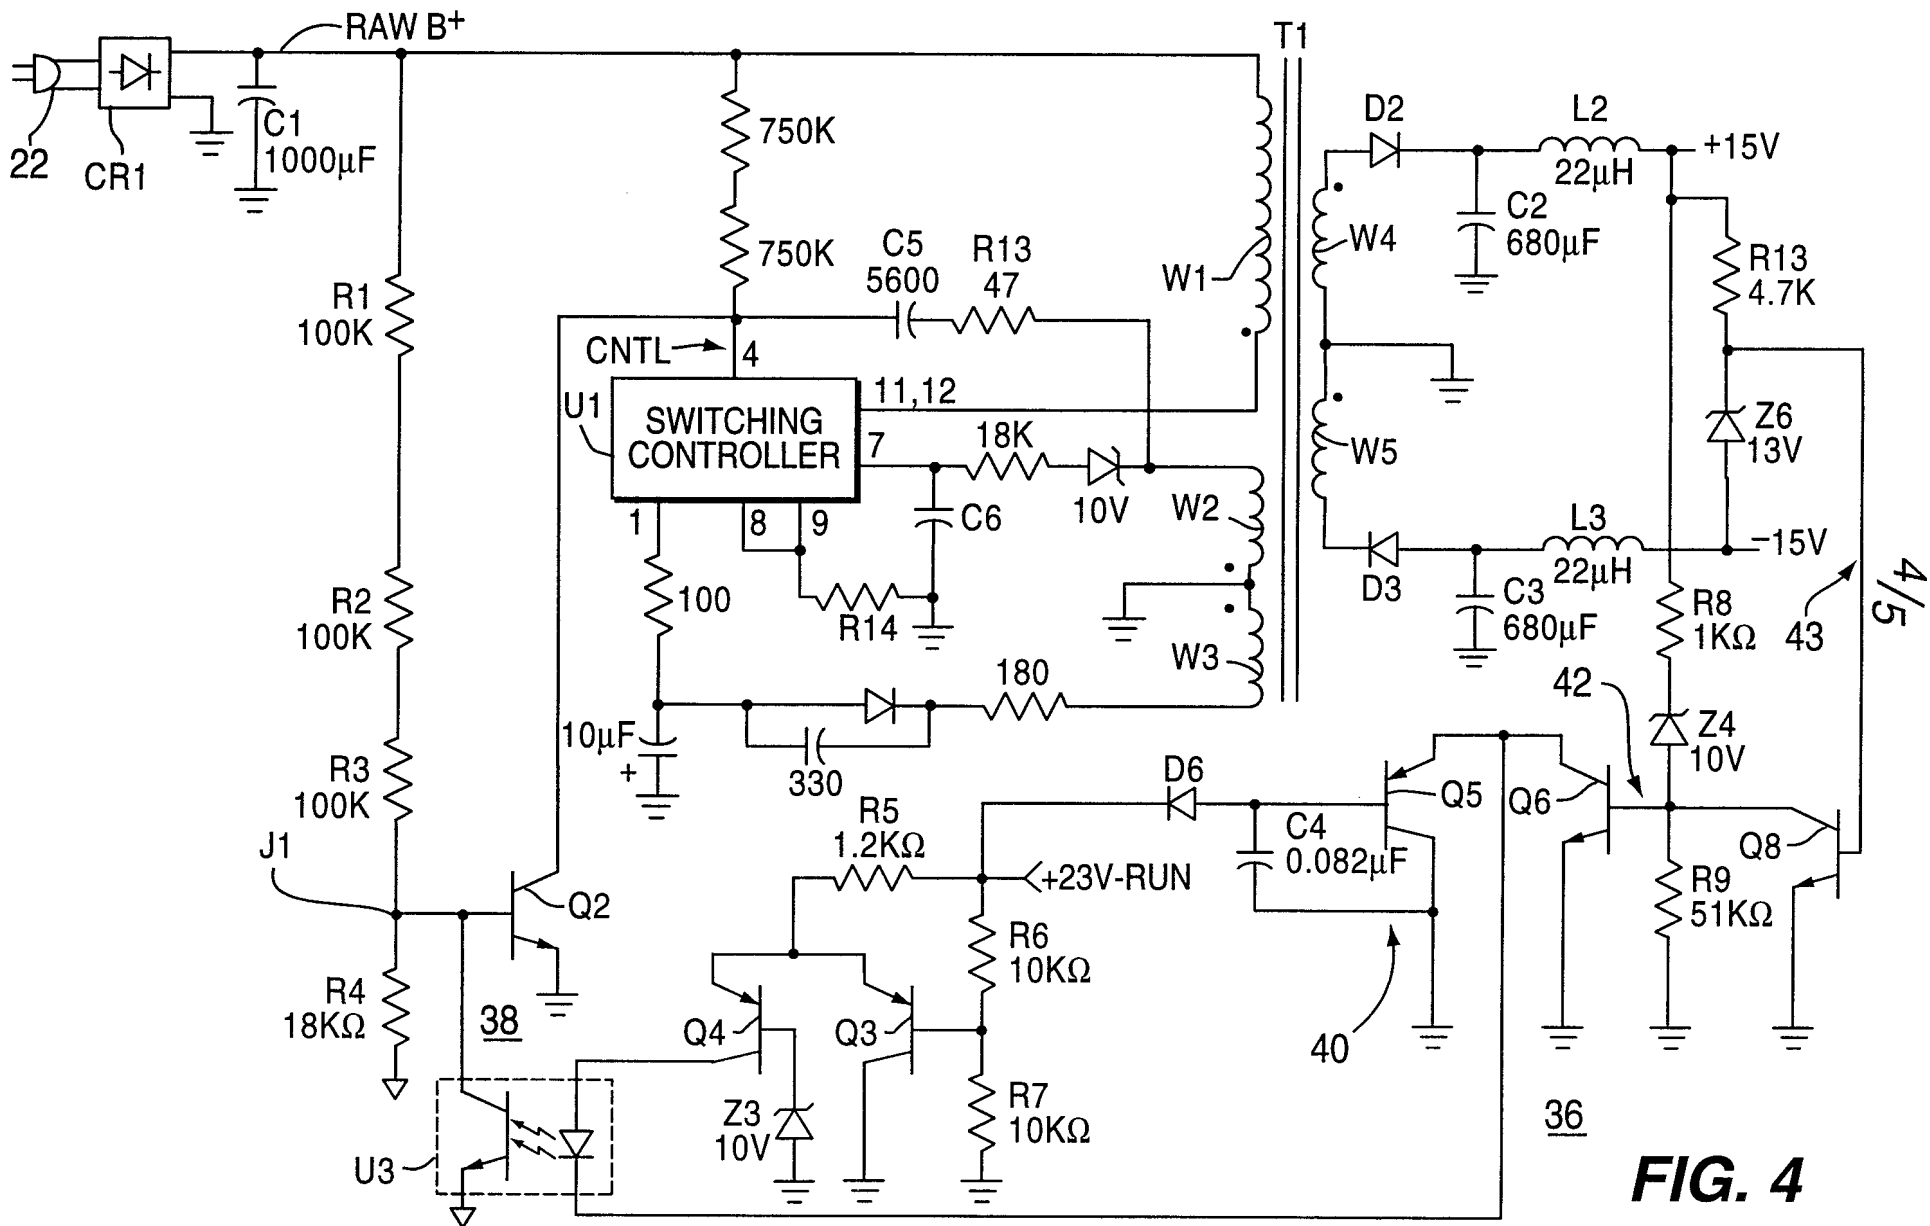 RAW B+
T1
22
CR1
C1
1000µF
750K
750K
R1
100K
C5
5600
R13
47
W1
D2
L2
22µH
+15V
C2
680µF
W4
R13
4.7K
CNTL
4
U1
SWITCHING
CONTROLLER
11,12
7
18K
10V
W2
W5
Z6
13V
1
8
9
C6
L3
22µH
-15V
D3
C3
680µF
R2
100K
100
R14
W3
180
R8
1KΩ
43
4/5
42
Z4
10V
R3
100K
10µF
+
330
D6
Q5
Q6
Q8
R5
1.2KΩ
C4
0.082µF
J1
Q2
+23V-RUN
R9
51KΩ
R6
10KΩ
R4
18KΩ
38
Q4
Q3
40
Z3
10V
R7
10KΩ
36
U3
FIG. 4